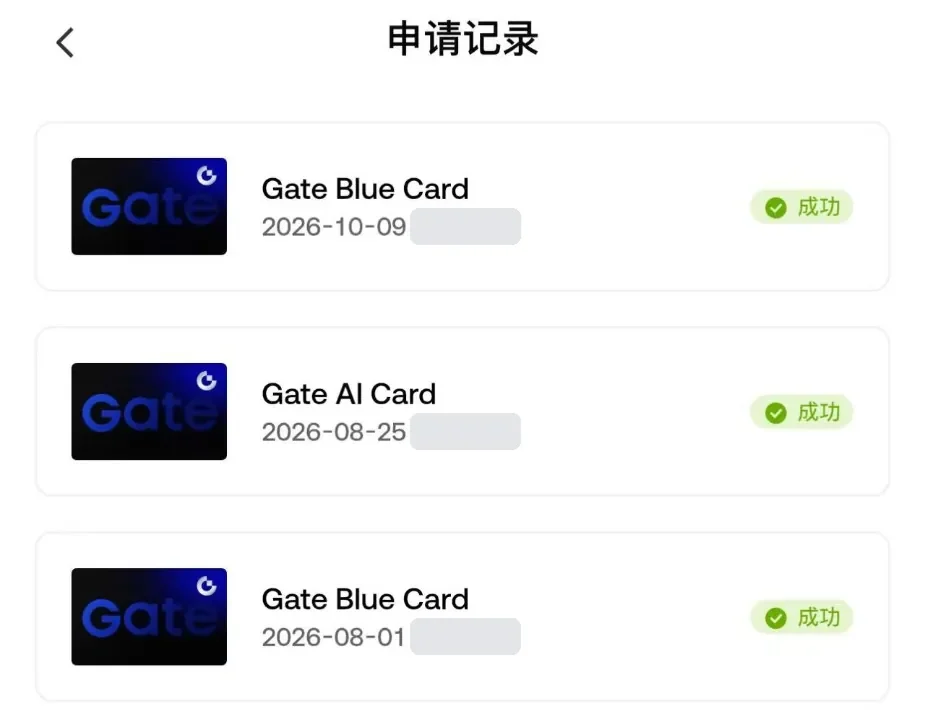 申请记录
Gate
Gate Blue Card
2026-10-09
成功
Gate
Gate AI Card
2026-08-25
成功
Gate
Gate Blue Card
2026-08-01
成功